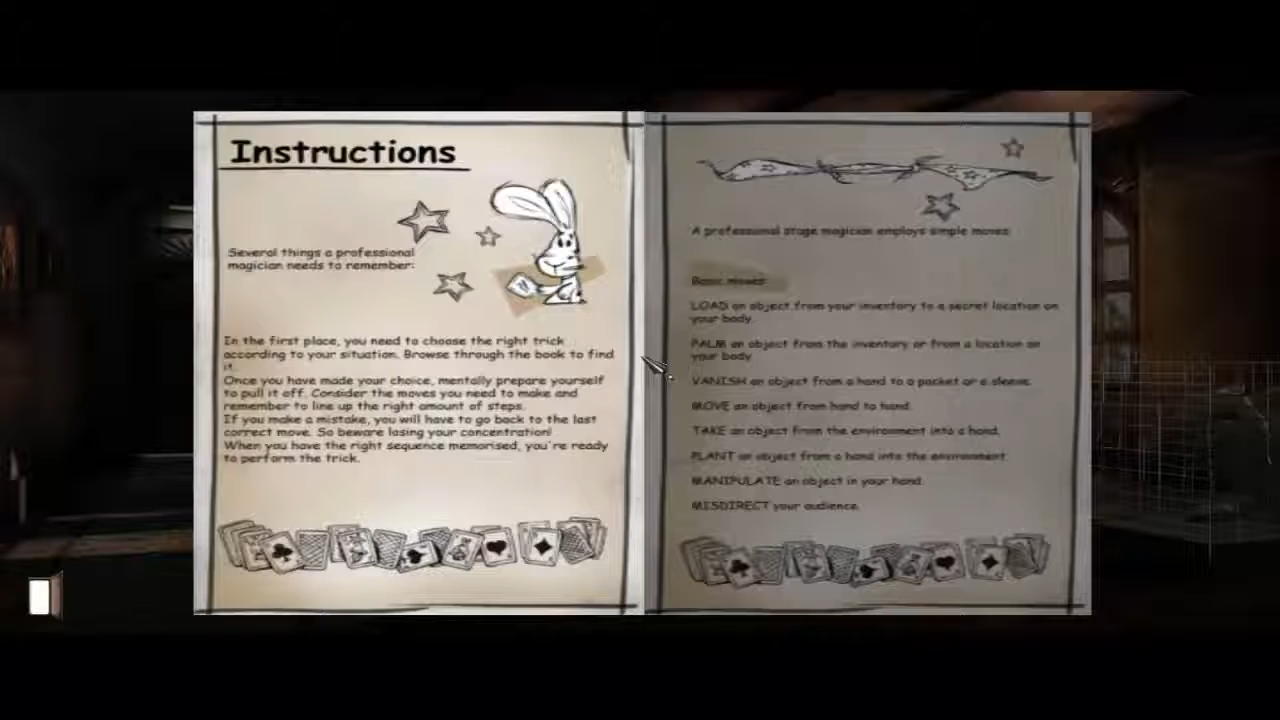 Instructions
Several things a professional
magician needs to remember:
In the first place, you need to choose the right trick
according to your situation. Browse through the book to find
it.
Once you have made your choice, mentally prepare yourself
to pull it off. Consider the moves you need to make and
remember to line up the right amount of steps.
If you make a mistake, you will have to go back to the last
correct move. So beware losing your concentration!
When you have the right sequence memorised, you're ready
to perform the trick.
A professional stage magician employs simple moves:
Basic moves:
LOAD an object from your inventory to a secret location on
your body.
PALM an object from the inventory or from a location on
your body.
VANISH an object from a hand to a pocket or a sleeve.
MOVE an object from hand to hand.
TAKE an object from the environment into a hand.
PLANT an object from a hand into the environment.
MANIPULATE an object in your hand.
MISDIRECT your audience.